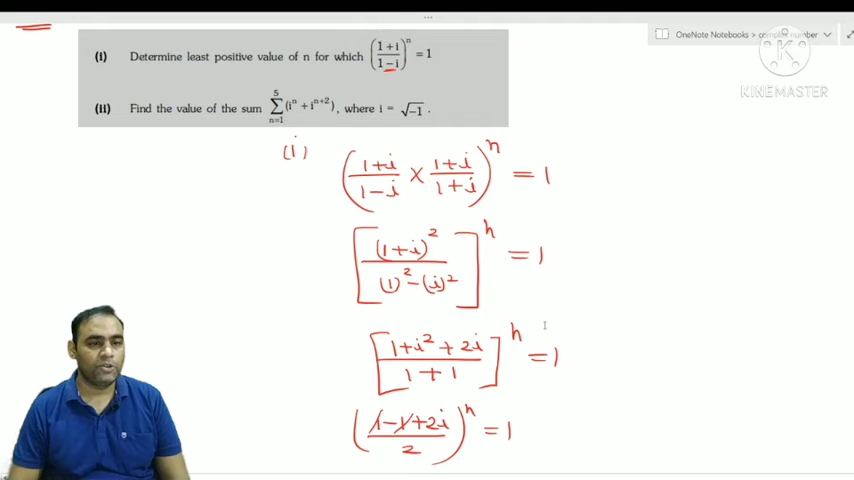 OneNote Notebooks > complex number
K
KINEMASTER
(i) Determine least positive value of n for which ((1+i)/(1-i))^n = 1
(ii) Find the value of the sum ∑_{n=1}^{5} (i^n + i^{n+2}), where i = √-1 .
(i)
((1+i)/(1-i) × (1+i)/(1+i))^n = 1
[(1+i)^2/((1)^2-(i)^2)]^n = 1
[(1+i^2+2i)/(1+1)]^n = 1
((1-1+2i)/2)^n = 1